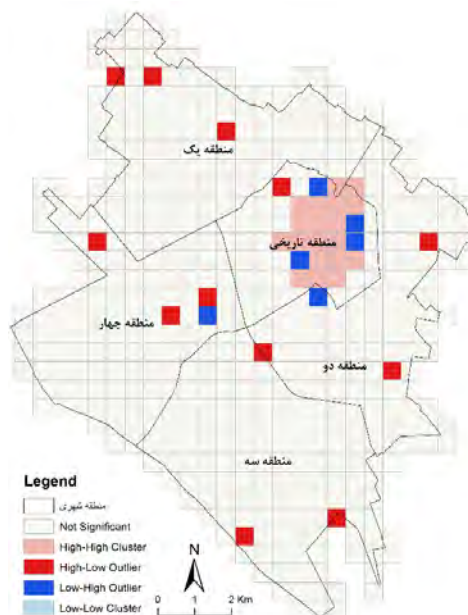 منطقه یک
منطقه تاریخی
منطقه چهار
منطقه دو
منطقه سه
Legend
منطقه شهری
Not Significant
High-High Cluster
High-Low Outlier
Low-High Outlier
Low-Low Cluster
N
0 1 2 Km